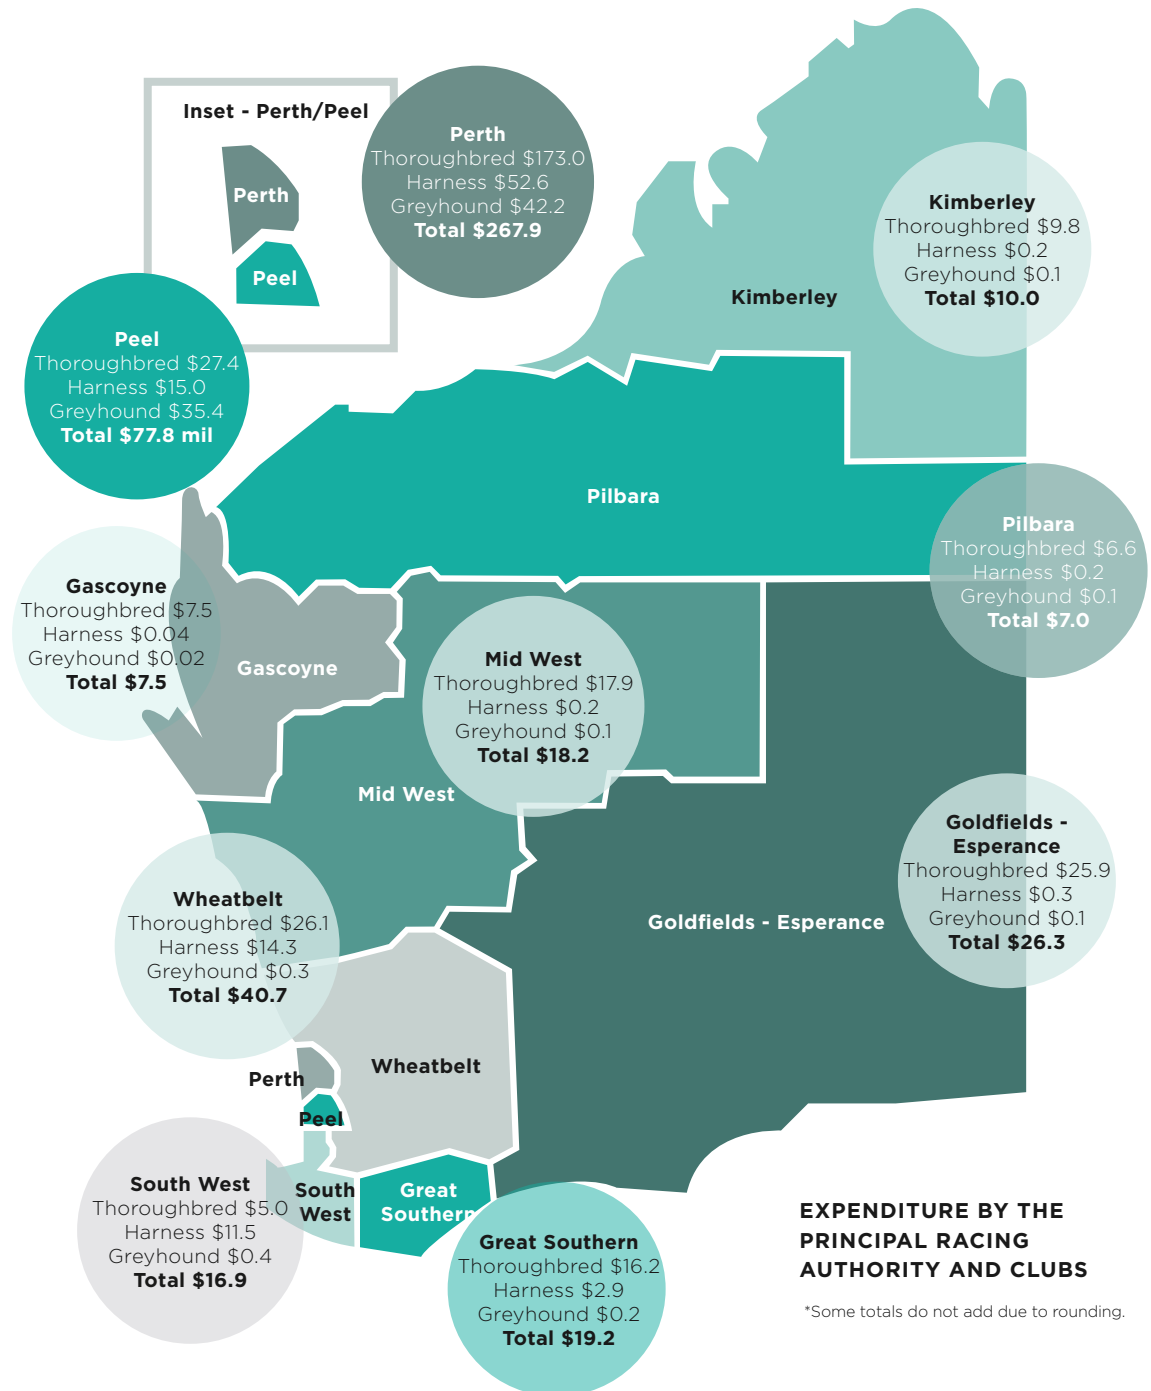 Inset - Perth/Peel
Perth
Peel
Perth
Thoroughbred $173.0
Harness $52.6
Greyhound $42.2
Total $267.9
Kimberley
Thoroughbred $9.8
Harness $0.2
Greyhound $0.1
Total $10.0
Kimberley
Peel
Thoroughbred $27.4
Harness $15.0
Greyhound $35.4
Total $77.8 mil
Pilbara
Pilbara
Thoroughbred $6.6
Harness $0.2
Greyhound $0.1
Total $7.0
Gascoyne
Thoroughbred $7.5
Harness $0.04
Greyhound $0.02
Total $7.5
Gascoyne
Mid West
Thoroughbred $17.9
Harness $0.2
Greyhound $0.1
Total $18.2
Mid West
Goldfields -
Esperance
Thoroughbred $25.9
Harness $0.3
Greyhound $0.1
Total $26.3
Goldfields - Esperance
Wheatbelt
Thoroughbred $26.1
Harness $14.3
Greyhound $0.3
Total $40.7
Wheatbelt
Perth
Peel
South West
Thoroughbred $5.0
Harness $11.5
Greyhound $0.4
Total $16.9
South
West
Great
Southern
Great Southern
Thoroughbred $16.2
Harness $2.9
Greyhound $0.2
Total $19.2
EXPENDITURE BY THE
PRINCIPAL RACING
AUTHORITY AND CLUBS
*Some totals do not add due to rounding.